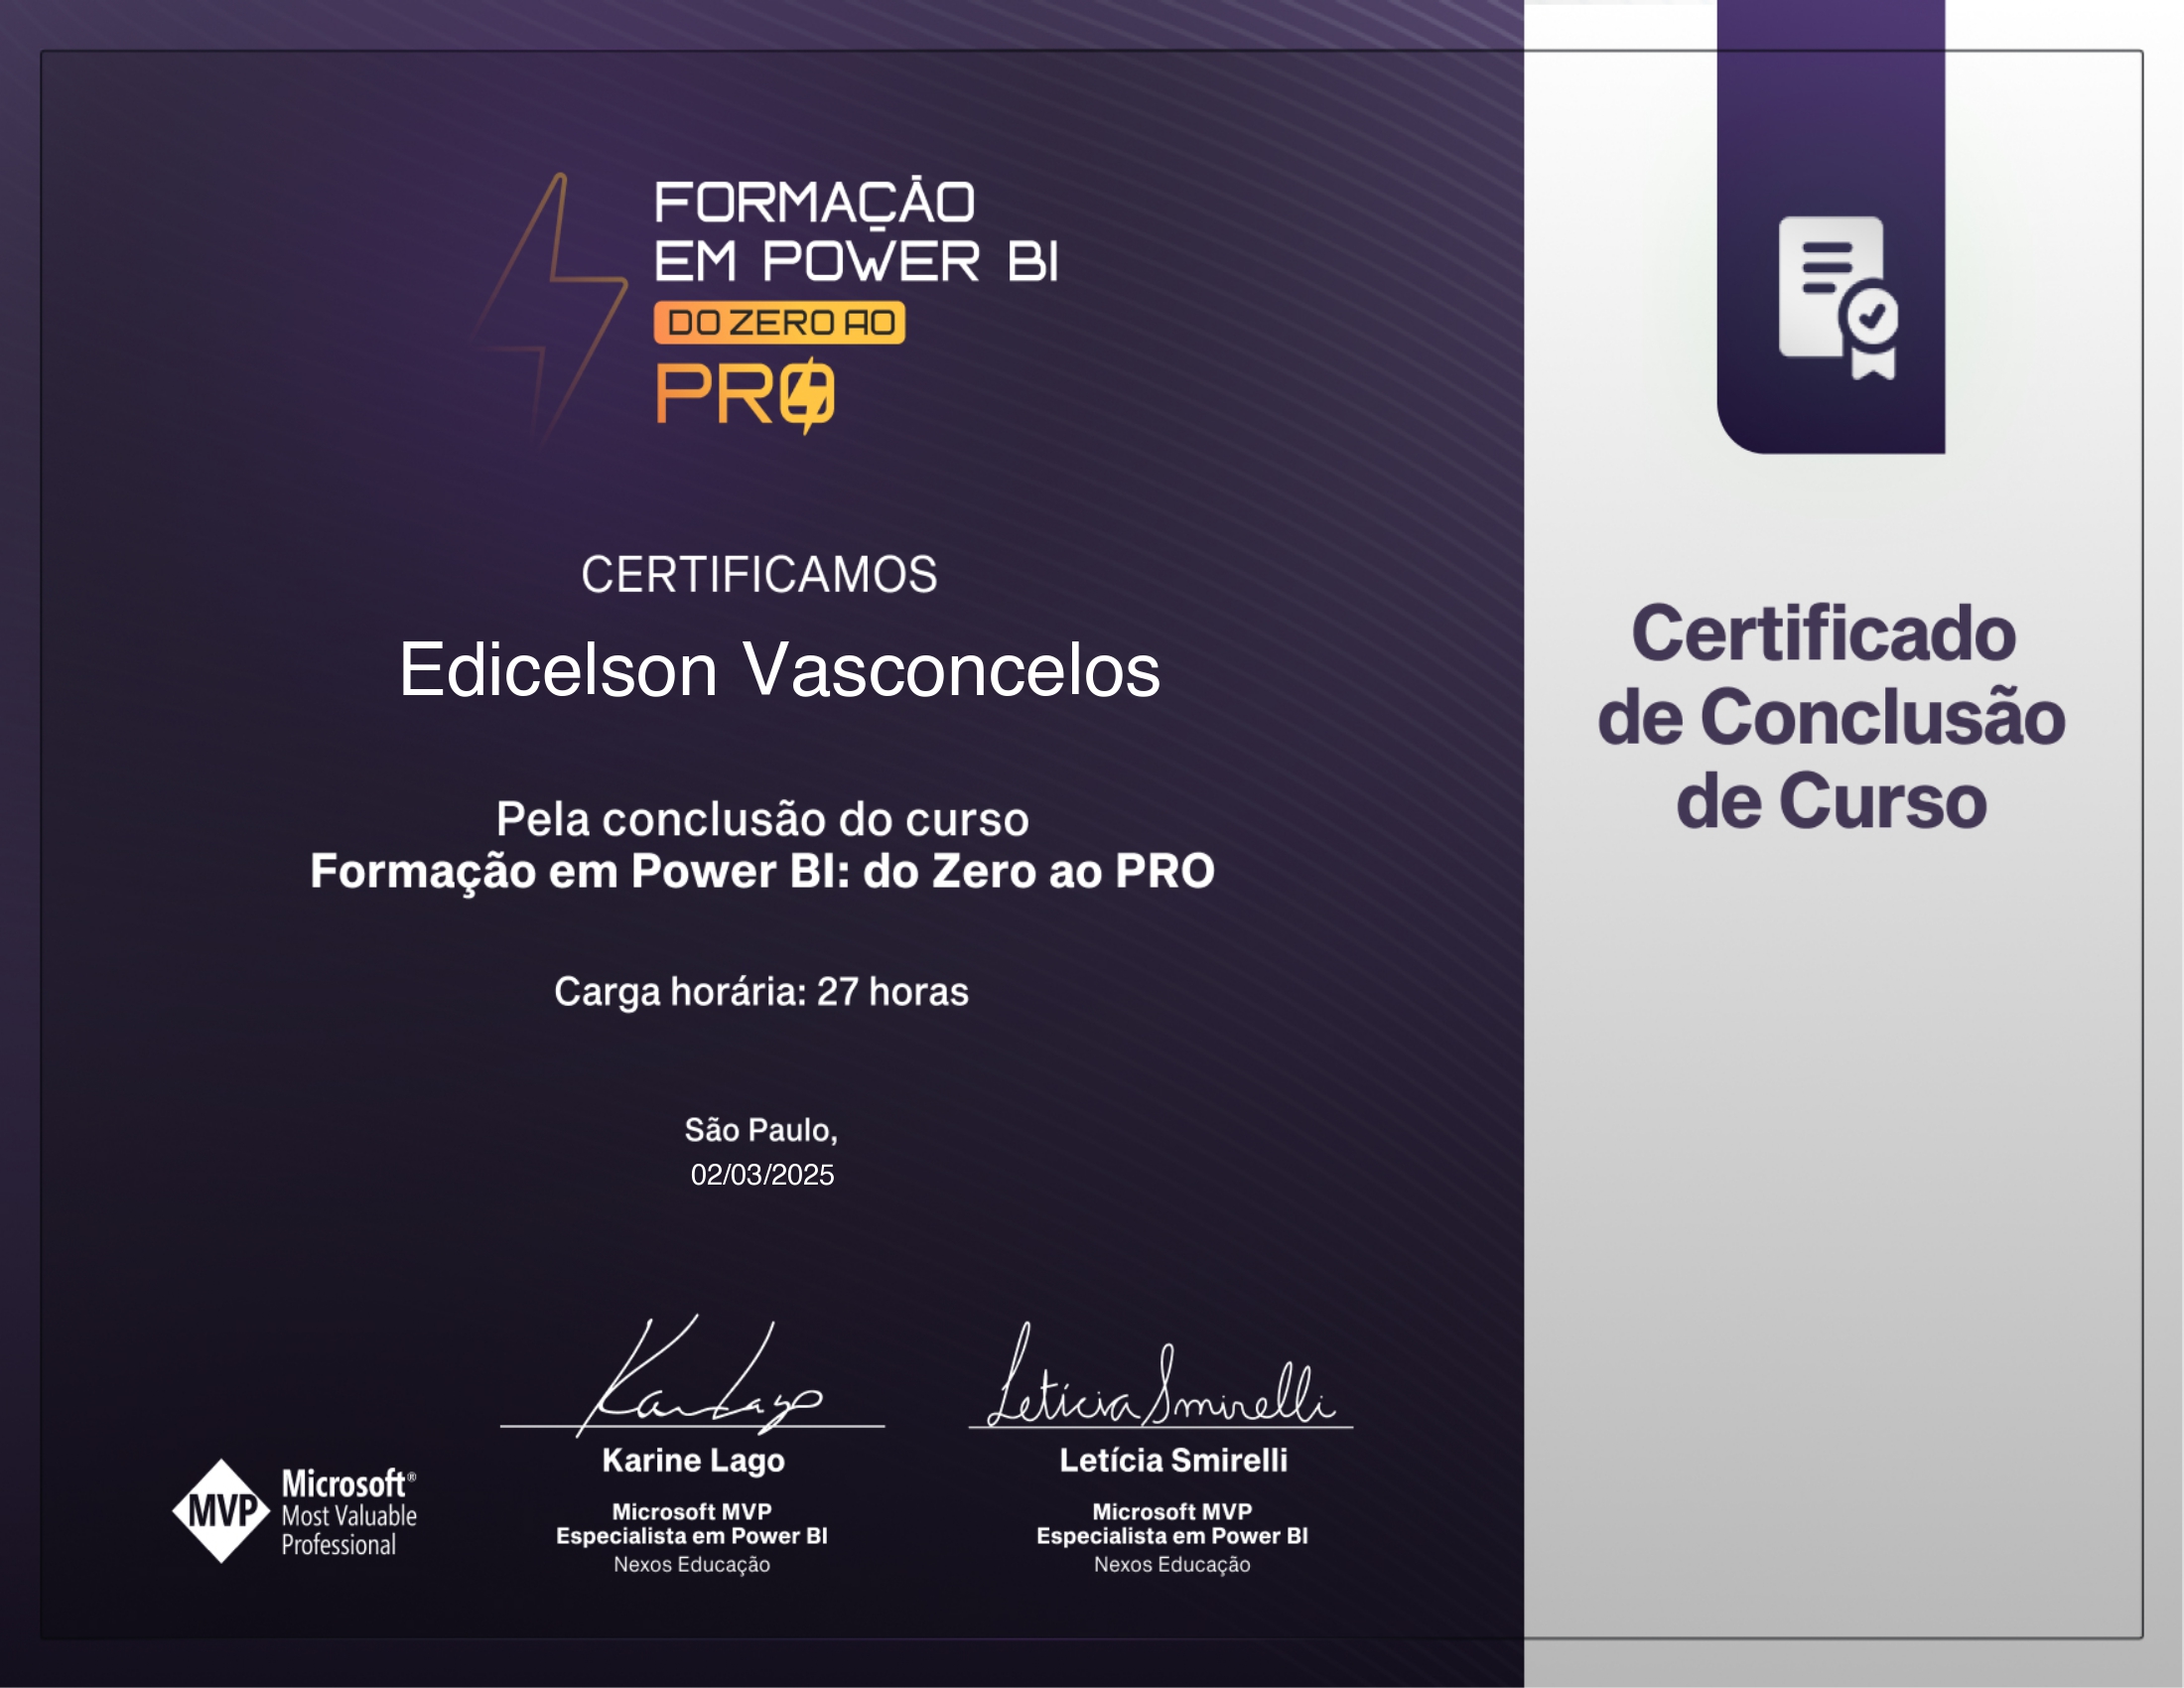 FORMAÇÃO
EM POWER BI
DO ZERO AO
PRO
CERTIFICAMOS
Edicelson Vasconcelos
Pela conclusão do curso
Formação em Power BI: do Zero ao PRO
Carga horária: 27 horas
São Paulo,
02/03/2025
Karine Lago
Karine Lago
Microsoft MVP
Especialista em Power BI
Nexos Educação
Letícia Smirelli
Letícia Smirelli
Microsoft MVP
Especialista em Power BI
Nexos Educação
MVP
Microsoft®
Most Valuable
Professional
Certificado
de Conclusão
de Curso